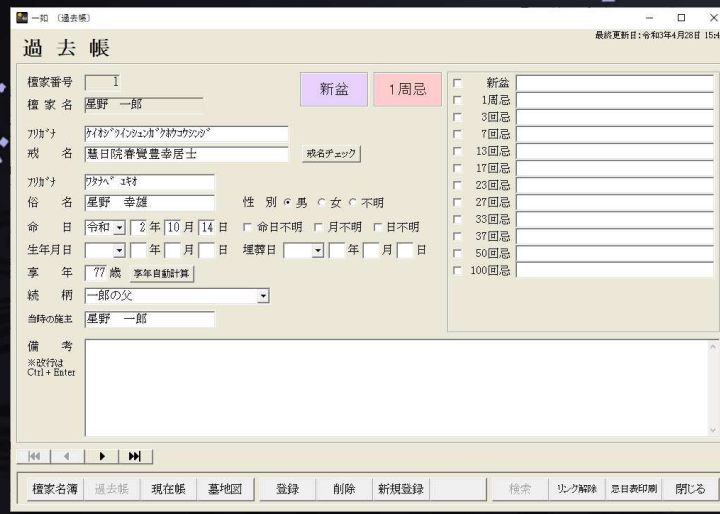 一如 〔過去帳〕
最終更新日:令和3年4月28日 15:4
過去帳
檀家番号 1
檀家名 星野 一郎
新盆 1周忌
フリガナ ケイオジツインシュンガクホウコウシンジ
戒名 慧日院春覺豊幸居士 戒名チェック
フリガナ ワタナベ ユキオ
俗名 星野 幸雄 性別 男 女 不明
命日 令和 2年 10月 14日 命日不明 月不明 日不明
生年月日 年 月 日 埋葬日 年 月 日
享年 77歳 享年自動計算
続柄 一郎の父
当時の施主 星野 一郎
備考
※改行は
Ctrl+Enter
新盆
1周忌
3回忌
7回忌
13回忌
17回忌
23回忌
27回忌
33回忌
37回忌
50回忌
100回忌
檀家名簿 過去帳 現在帳 墓地図 登録 削除 新規登録 検索 リンク解除 忌日表印刷 閉じる